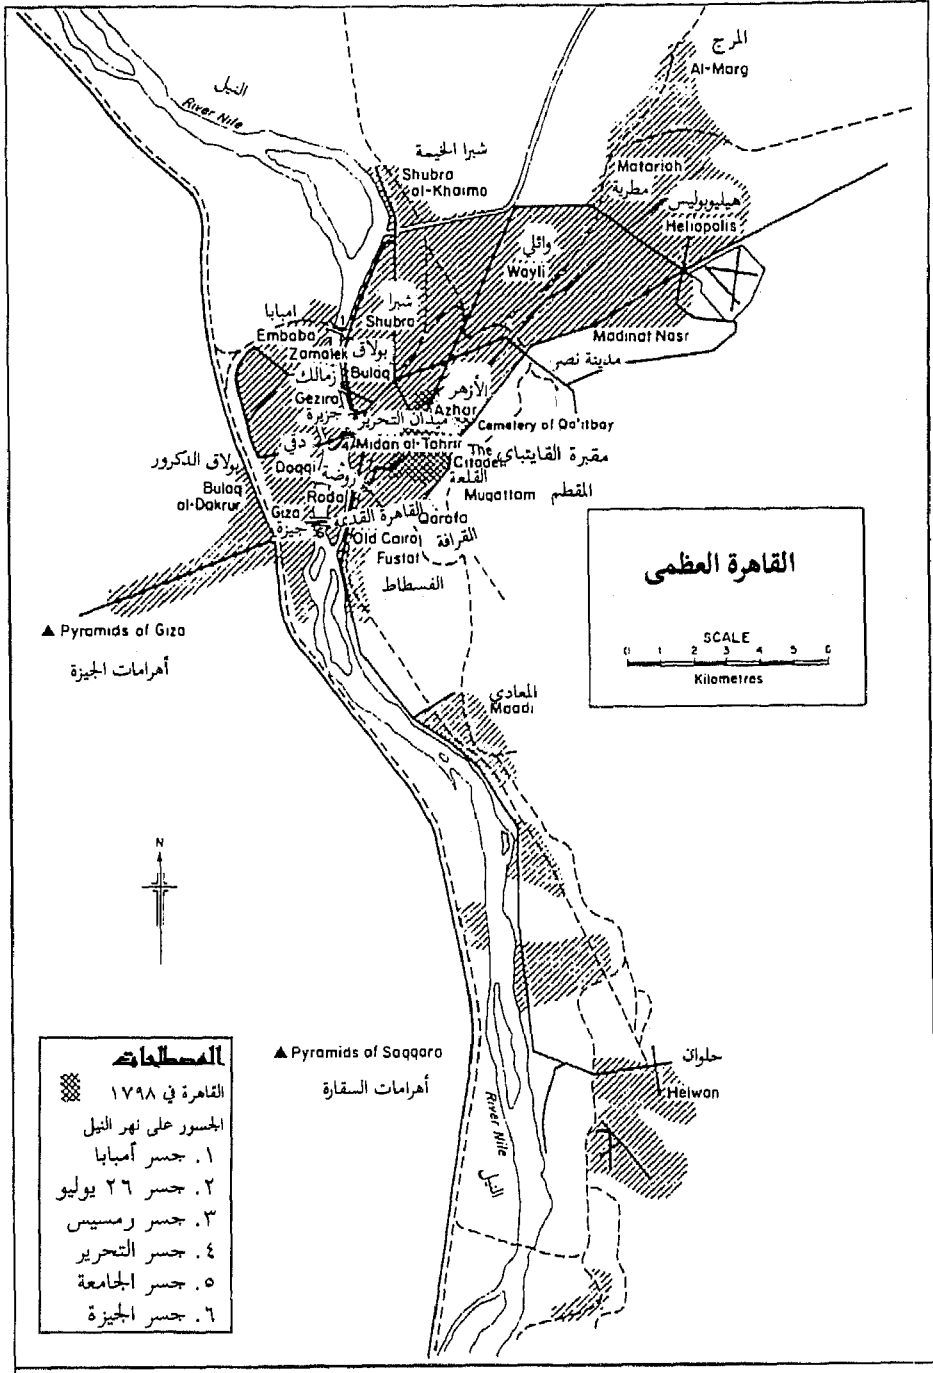 المرج
Al-Marg
النيل
River Nile
شبرا الخيمة
Shubra
al-Khaima
Matariah
مطرية
هيليوبوليس
Heliopolis
وائلي
Wayli
شبرا
Shubra
امبابا
Embaba
Zamalek
زمالك
بولاق
Bulaq
Madinat Nasr
مدينة نصر
Gezira
جزيرة
الأزهر
Azhar
ميدان التحرير
Midan al-Tahrir
Cemetery of Qa'itbay
مقبرة القايتباي
دقي
Doqqi
روضة
Roda
The
Citadel
القلعة
Muqattam المقطم
بولاق الدكرور
Bulaq
al-Dakrur
Giza
جيزة
القاهرة القديمة
Old Cairo
Qarafa
القرافة
Fustat
الفسطاط
1
4
6
القاهرة العظمى
SCALE
0 1 2 3 4 5 6
Kilometres
Pyramids of Giza
أهرامات الجيزة
المعادي
Maadi
N
Pyramids of Saqqara
أهرامات السقارة
حلوان
Helwan
River Nile
النيل
المصطلحات
القاهرة في ١٧٩٨
الجسور على نهر النيل
١. جسر أمبابا
٢. جسر ٢٦ يوليو
٣. جسر رمسيس
٤. جسر التحرير
٥. جسر الجامعة
٦. جسر الجيزة